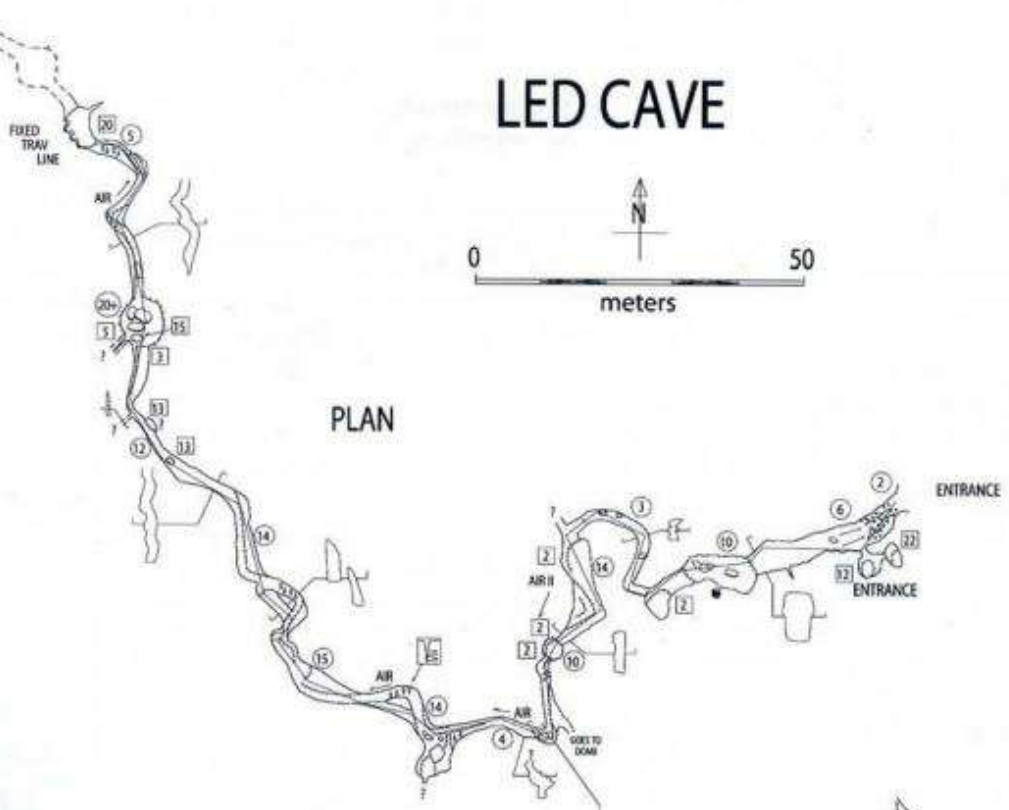 LED CAVE
N
0 50
meters
PLAN
FIXED
TRAV
LINE
20
5
AIR
20+
5
15
?
3
13
?
?
12
13
14
15
AIR
14
?
4
AIR
GOES TO
DOME
10
2
2
AIR II
2
14
?
3
2
10
6
2
ENTRANCE
22
12
ENTRANCE